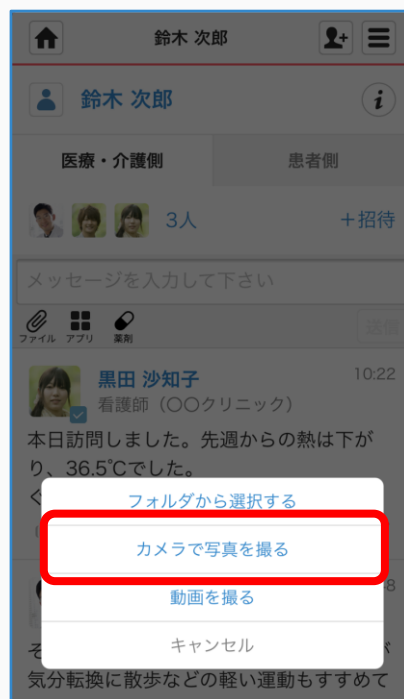 鈴木 次郎
鈴木 次郎
医療・介護側
患者側
3人
+招待
メッセージを入力して下さい
ファイル アプリ 薬剤
送信
黒田 沙知子
10:22
看護師（〇〇クリニック）
本日訪問しました。先週からの熱は下が
り、36.5℃でした。
フォルダから選択する
カメラで写真を撮る
動画を撮る
キャンセル
気分転換に散歩などの軽い運動もすすめて